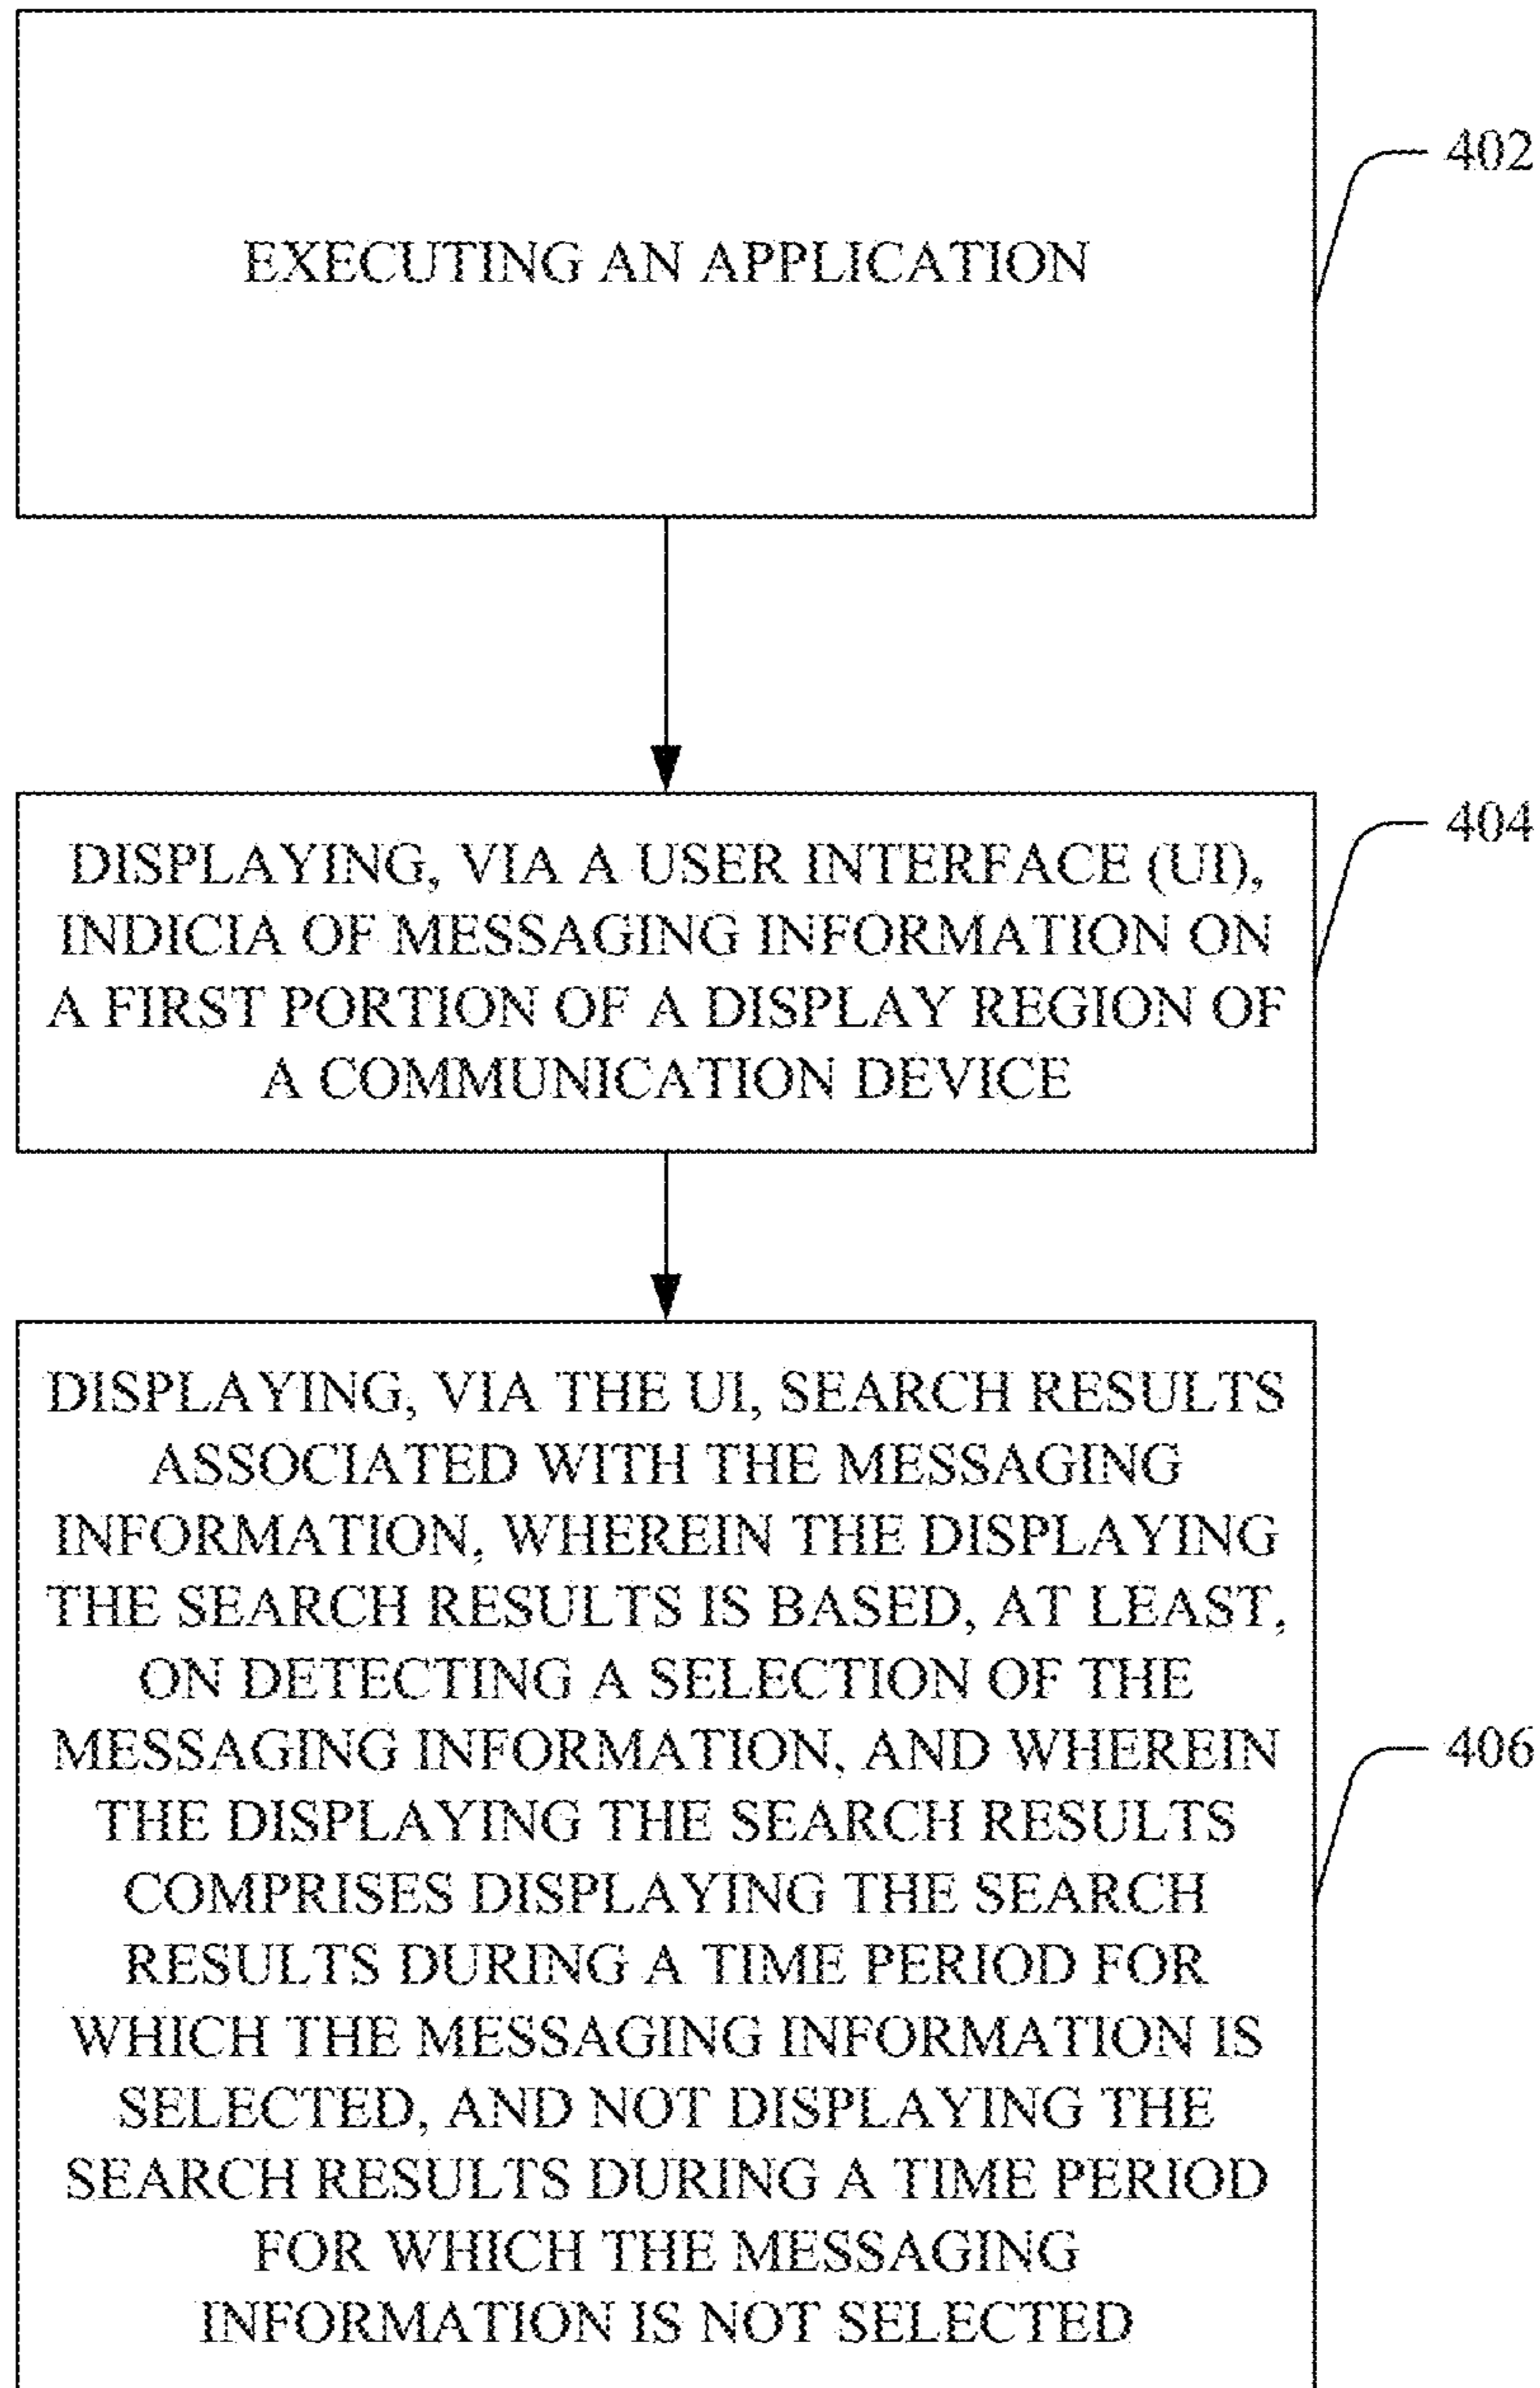 EXECUTING AN APPLICATION
402
DISPLAYING, VIA A USER INTERFACE (UI),
INDICIA OF MESSAGING INFORMATION ON
A FIRST PORTION OF A DISPLAY REGION OF
A COMMUNICATION DEVICE
404
DISPLAYING, VIA THE UI, SEARCH RESULTS
ASSOCIATED WITH THE MESSAGING
INFORMATION, WHEREIN THE DISPLAYING
THE SEARCH RESULTS IS BASED, AT LEAST,
ON DETECTING A SELECTION OF THE
MESSAGING INFORMATION, AND WHEREIN
THE DISPLAYING THE SEARCH RESULTS
COMPRISES DISPLAYING THE SEARCH
RESULTS DURING A TIME PERIOD FOR
WHICH THE MESSAGING INFORMATION IS
SELECTED, AND NOT DISPLAYING THE
SEARCH RESULTS DURING A TIME PERIOD
FOR WHICH THE MESSAGING
INFORMATION IS NOT SELECTED
406